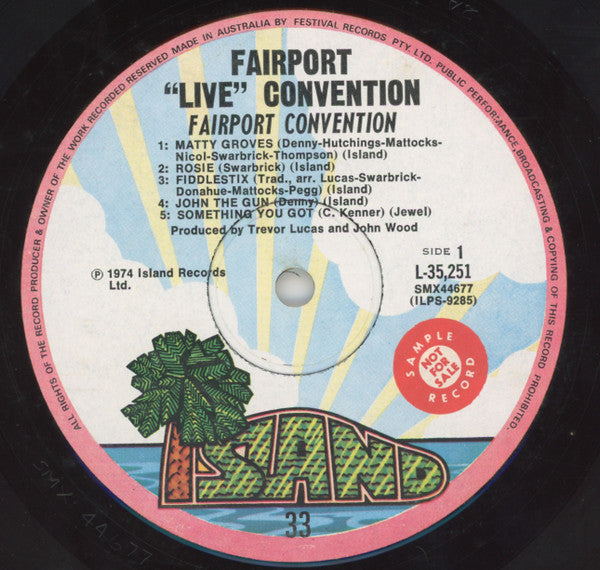 ALL RIGHTS OF THE RECORD PRODUCER & OWNER OF THE WORK RECORDED RESERVED MADE IN AUSTRALIA BY FESTIVAL RECORDS PTY. LTD. PUBLIC PERFORMANCE, BROADCASTING & COPYING OF THIS RECORD PROHIBITED.
FAIRPORT
“LIVE” CONVENTION
FAIRPORT CONVENTION
1: MATTY GROVES (Denny-Hutchings-Mattocks-
Nicol-Swarbrick-Thompson) (Island)
2: ROSIE (Swarbrick) (Island)
3: FIDDLESTIX (Trad., arr. Lucas-Swarbrick-
Donahue-Mattocks-Pegg) (Island)
4: JOHN THE GUN (Denny) (Island)
5: SOMETHING YOU GOT (C. Kenner) (Jewel)
Produced by Trevor Lucas and John Wood
SIDE 1
L-35,251
SMX44677
(ILPS-9285)
℗ 1974 Island Records
Ltd.
SAMPLE
NOT
FOR
SALE
RECORD
ISLAND
33
SMX 44677